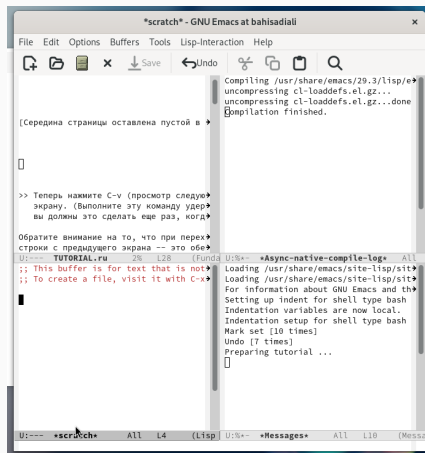 *scratch* - GNU Emacs at bahisadiali
File Edit Options Buffers Tools Lisp-Interaction Help
Save Undo
[Середина страницы оставлена пустой в
>> Теперь нажмите C-v (просмотр следую
экрану. (Выполните эту команду удер
вы должны это сделать еще раз, когд
Обратите внимание на то, что при перех
строки с предыдущего экрана -- это обе
U:--- TUTORIAL.ru 2% L28 (Funda
Compiling /usr/share/emacs/29.3/lisp/e
uncompressing cl-loaddefs.el.gz...
uncompressing cl-loaddefs.el.gz...done
Compilation finished.
U:%*- *Async-native-compile-log* All
;; This buffer is for text that is not
;; To create a file, visit it with C-x
U:--- *scratch* All L4 (Lisp
Loading /usr/share/emacs/site-lisp/sit
Loading /usr/share/emacs/site-lisp/sit
For information about GNU Emacs and th
Setting up indent for shell type bash
Indentation variables are now local.
Indentation setup for shell type bash
Mark set [10 times]
Undo [7 times]
Preparing tutorial ...
U:%*- *Messages* All L10 (Messa